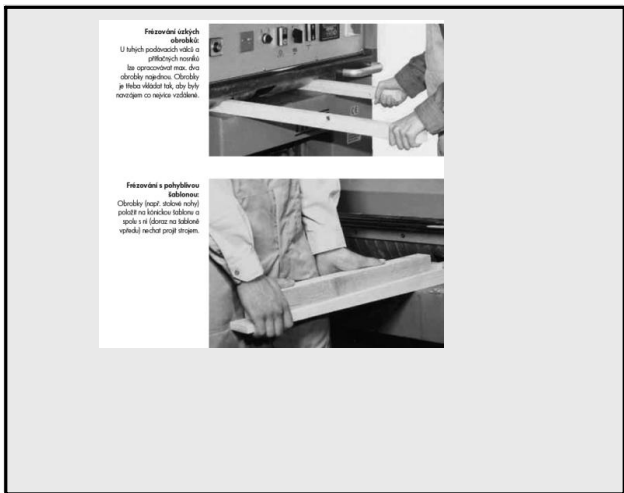 Frézování úzkých
obrobků:
U tuhých podávacích válců a
přítlačných nosníků
lze opracovávat max. dva
obrobky najednou. Obrobky
je třeba vkládat tak, aby byly
navzájem co nejvíce vzdálené.
Frézování s pohyblivou
šablonou:
Obrobky (např. stolové nohy)
položit na kónickou šablonu a
spolu s ní (doraz na šabloně
vpředu) nechat projít strojem.